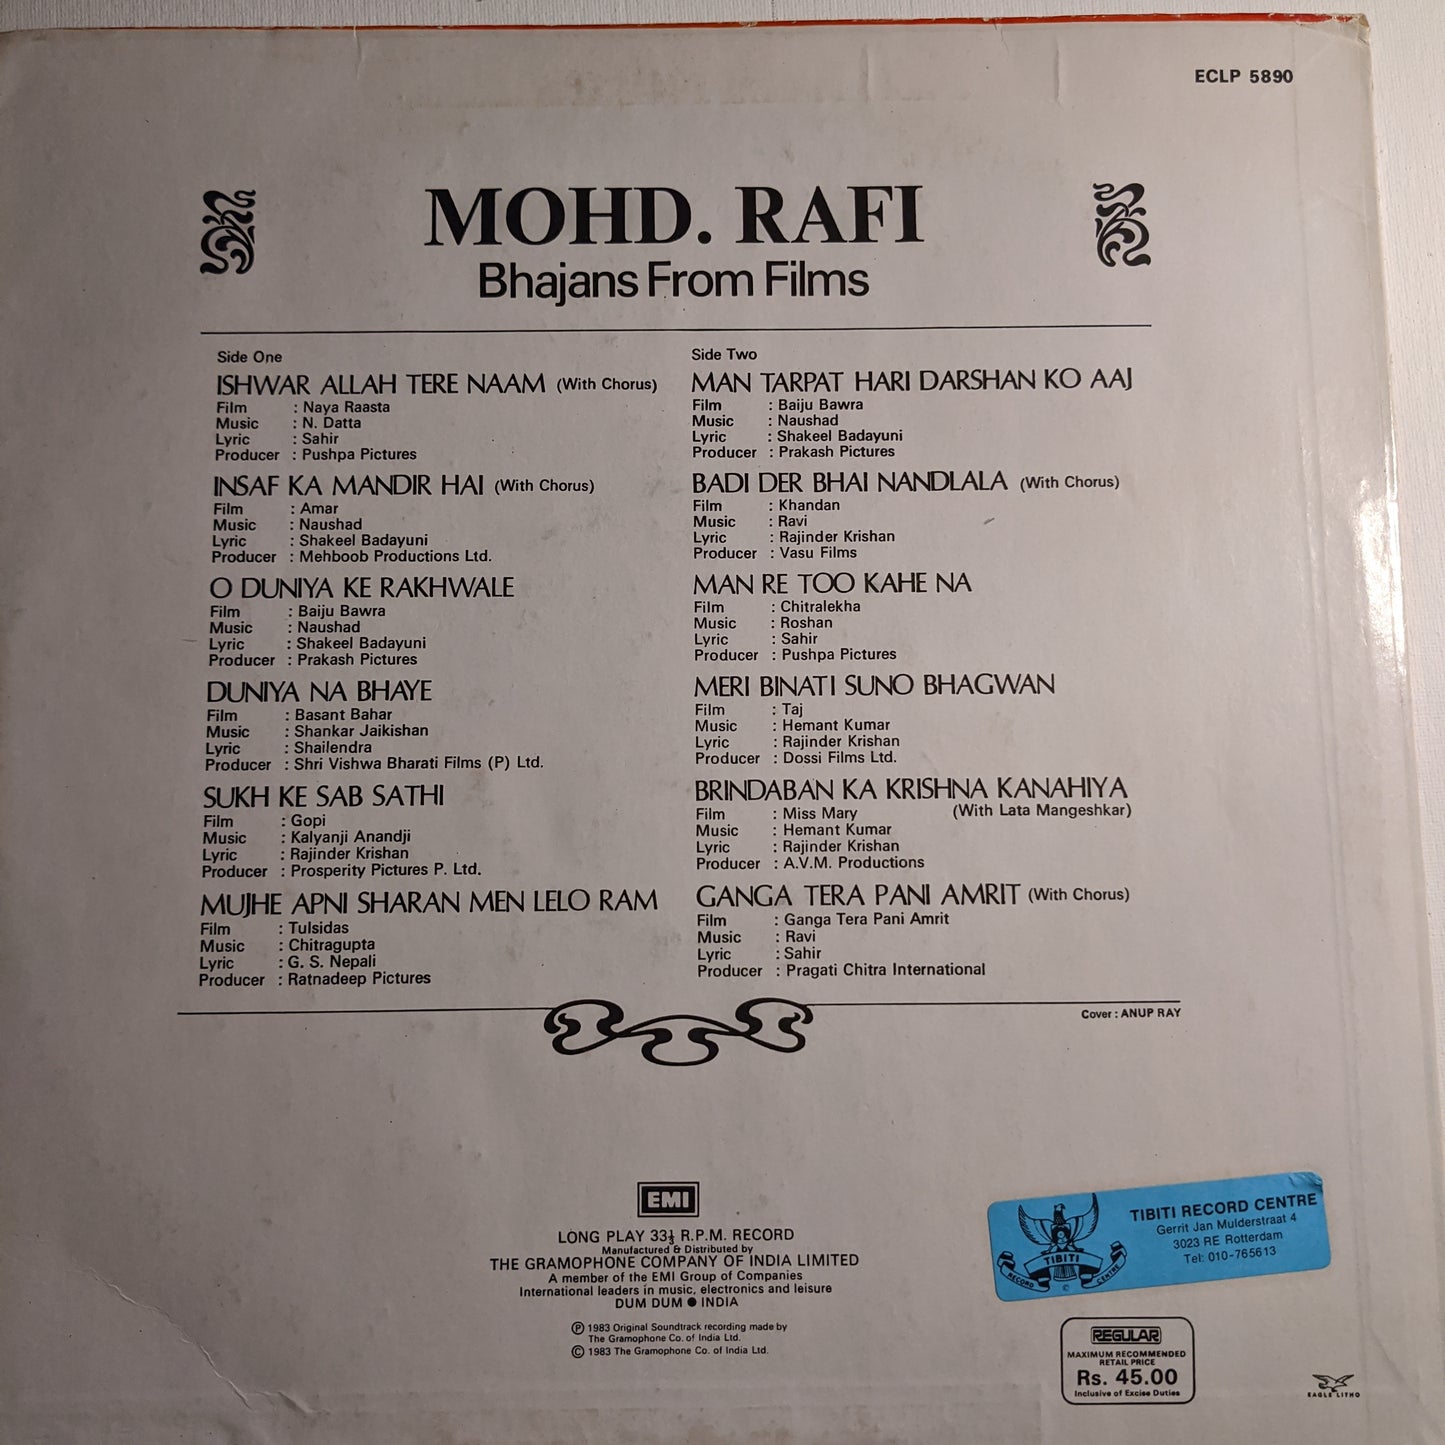 ECLP 5890
MOHD. RAFI
Bhajans From Films
Side One
ISHWAR ALLAH TERE NAAM (With Chorus)
Film : Naya Raasta
Music : N. Datta
Lyric : Sahir
Producer : Pushpa Pictures
INSAF KA MANDIR HAI (With Chorus)
Film : Amar
Music : Naushad
Lyric : Shakeel Badayuni
Producer : Mehboob Productions Ltd.
O DUNIYA KE RAKHWALE
Film : Baiju Bawra
Music : Naushad
Lyric : Shakeel Badayuni
Producer : Prakash Pictures
DUNIYA NA BHAYE
Film : Basant Bahar
Music : Shankar Jaikishan
Lyric : Shailendra
Producer : Shri Vishwa Bharati Films (P) Ltd.
SUKH KE SAB SATHI
Film : Gopi
Music : Kalyanji Anandji
Lyric : Rajinder Krishan
Producer : Prosperity Pictures P. Ltd.
MUJHE APNI SHARAN MEN LELO RAM
Film : Tulsidas
Music : Chitragupta
Lyric : G. S. Nepali
Producer : Ratnadeep Pictures
Side Two
MAN TARPAT HARI DARSHAN KO AAJ
Film : Baiju Bawra
Music : Naushad
Lyric : Shakeel Badayuni
Producer : Prakash Pictures
BADI DER BHAI NANDLALA (With Chorus)
Film : Khandan
Music : Ravi
Lyric : Rajinder Krishan
Producer : Vasu Films
MAN RE TOO KAHE NA
Film : Chitralekha
Music : Roshan
Lyric : Sahir
Producer : Pushpa Pictures
MERI BINATI SUNO BHAGWAN
Film : Taj
Music : Hemant Kumar
Lyric : Rajinder Krishan
Producer : Dossi Films Ltd.
BRINDABAN KA KRISHNA KANAHIYA
(With Lata Mangeshkar)
Film : Miss Mary
Music : Hemant Kumar
Lyric : Rajinder Krishan
Producer : A.V.M. Productions
GANGA TERA PANI AMRIT (With Chorus)
Film : Ganga Tera Pani Amrit
Music : Ravi
Lyric : Sahir
Producer : Pragati Chitra International
Cover : ANUP RAY
EMI
LONG PLAY 33⅓ R.P.M. RECORD
Manufactured & Distributed by
THE GRAMOPHONE COMPANY OF INDIA LIMITED
A member of the EMI Group of Companies
International leaders in music, electronics and leisure
DUM DUM ● INDIA
Ⓟ 1983 Original Soundtrack recording made by
The Gramophone Co. of India Ltd.
© 1983 The Gramophone Co. of India Ltd.
TIBITI
RECORD CENTRE
©
TIBITI RECORD CENTRE
Gerrit Jan Mulderstraat 4
3023 RE Rotterdam
Tel: 010-765613
REGULAR
MAXIMUM RECOMMENDED
RETAIL PRICE
Rs. 45.00
Inclusive of Excise Duties
EAGLE LITHO